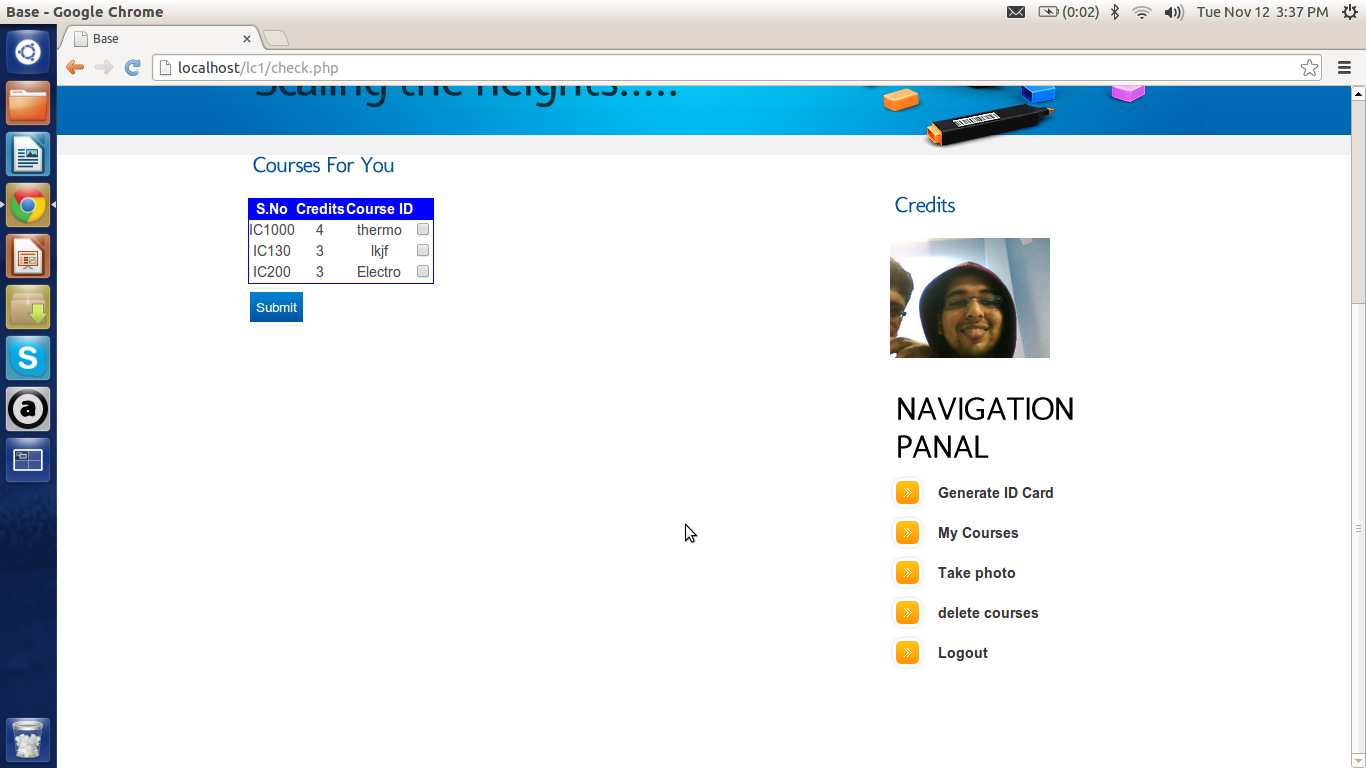 Base - Google Chrome
(0:02)
Tue Nov 12 3:37 PM
Base
localhost/lc1/check.php
Scaling the heights.....
Courses For You
S.No Credits Course ID
IC1000 4 thermo
IC130 3 lkjf
IC200 3 Electro
Submit
Credits
NAVIGATION
PANAL
Generate ID Card
My Courses
Take photo
delete courses
Logout